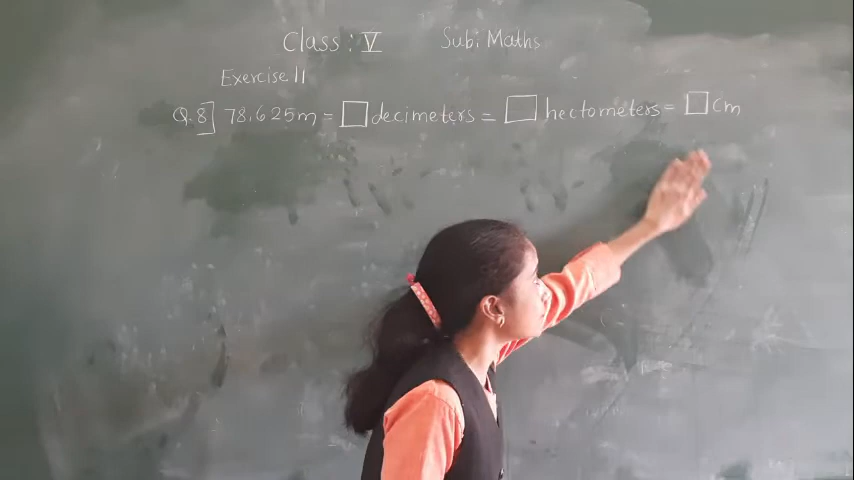 Class: V Sub: Maths
Exercise 11
Q.8] 78.625m = □ decimeters = □ hectometers = □ Cm